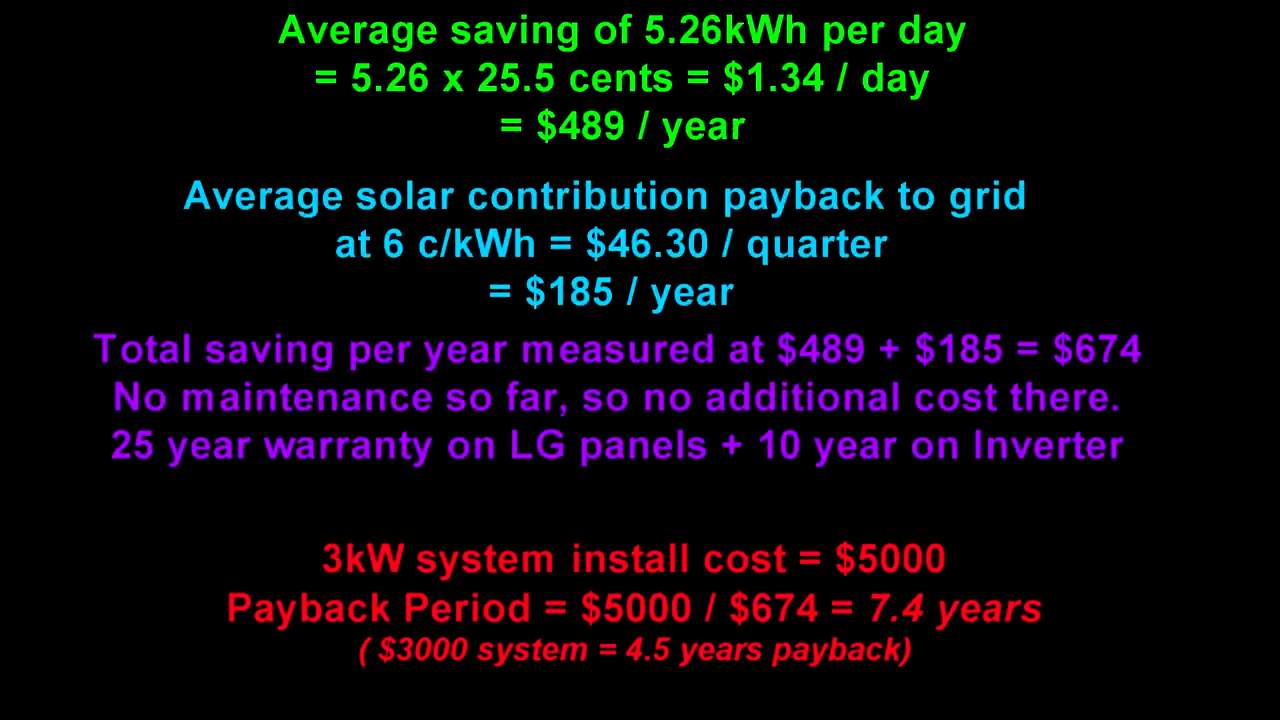 Average saving of 5.26kWh per day
= 5.26 x 25.5 cents = $1.34 / day
= $489 / year
Average solar contribution payback to grid
at 6 c/kWh = $46.30 / quarter
= $185 / year
Total saving per year measured at $489 + $185 = $674
No maintenance so far, so no additional cost there.
25 year warranty on LG panels + 10 year on Inverter
3kW system install cost = $5000
Payback Period = $5000 / $674 = 7.4 years
( $3000 system = 4.5 years payback)